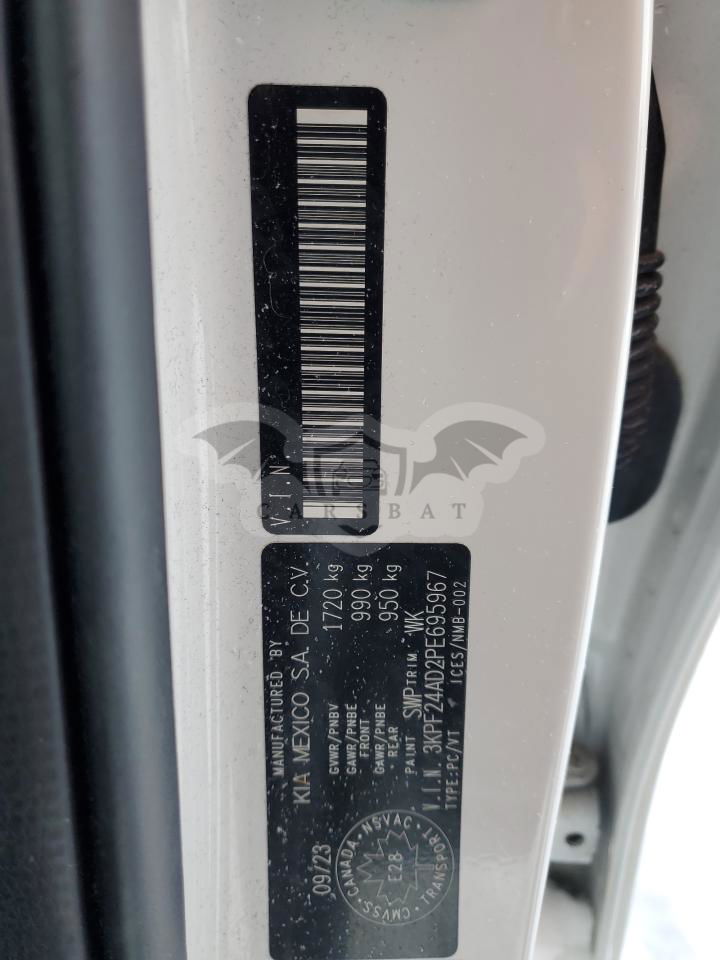 V.I.N.
MANUFACTURED BY
KIA MEXICO S.A. DE C.V.
09/23
GVWR/PNBV 1720 kg
GAWR/PNBE FRONT 990 kg
GAWR/PNBE REAR 950 kg
PAINT SWP TRIM WK
V.I.N. 3KPF24AD2PE695967
TYPE:PC/VT ICES/NMB-002
CANADA NSVAC TRANSPORT CMVSS
E28
CARSBAT